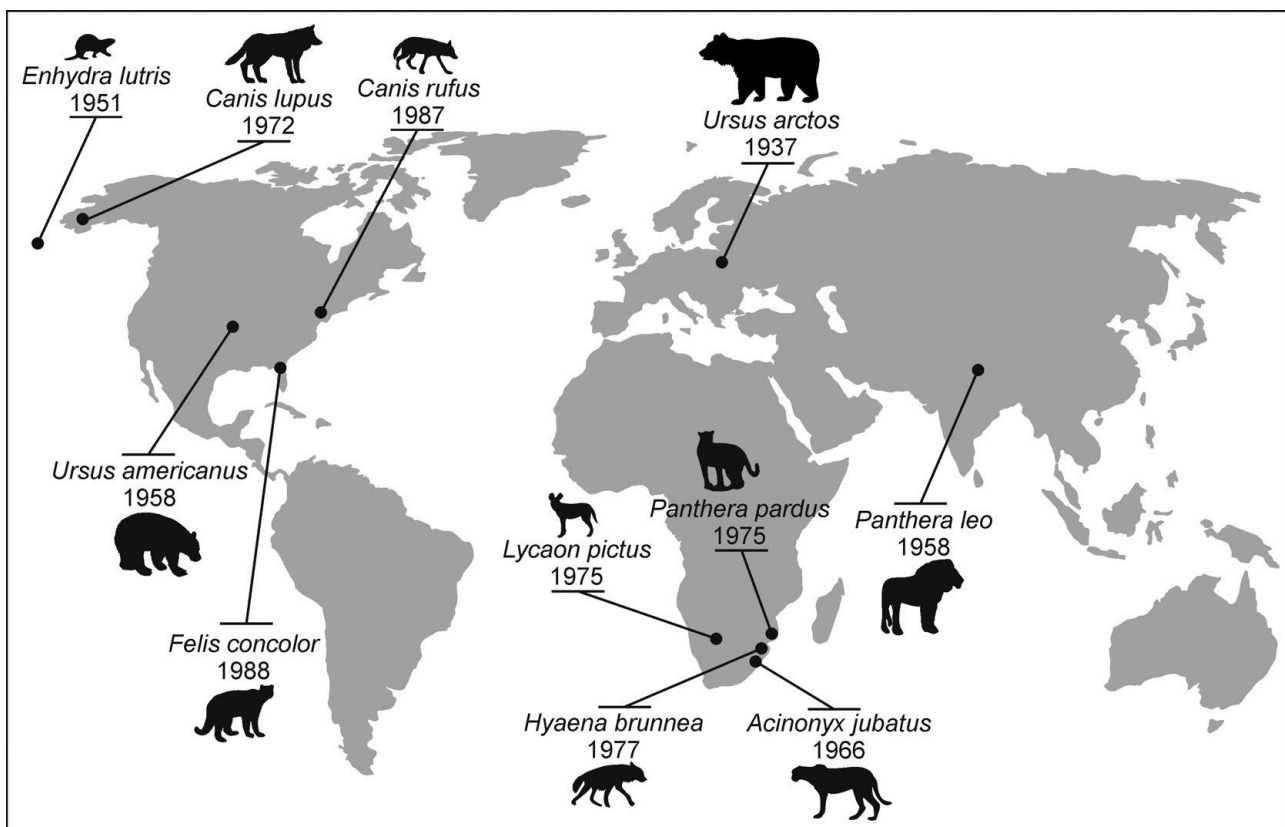 Enhydra lutris
1951
Canis lupus
1972
Canis rufus
1987
Ursus arctos
1937
Ursus americanus
1958
Felis concolor
1988
Lycaon pictus
1975
Panthera pardus
1975
Panthera leo
1958
Hyaena brunnea
1977
Acinonyx jubatus
1966